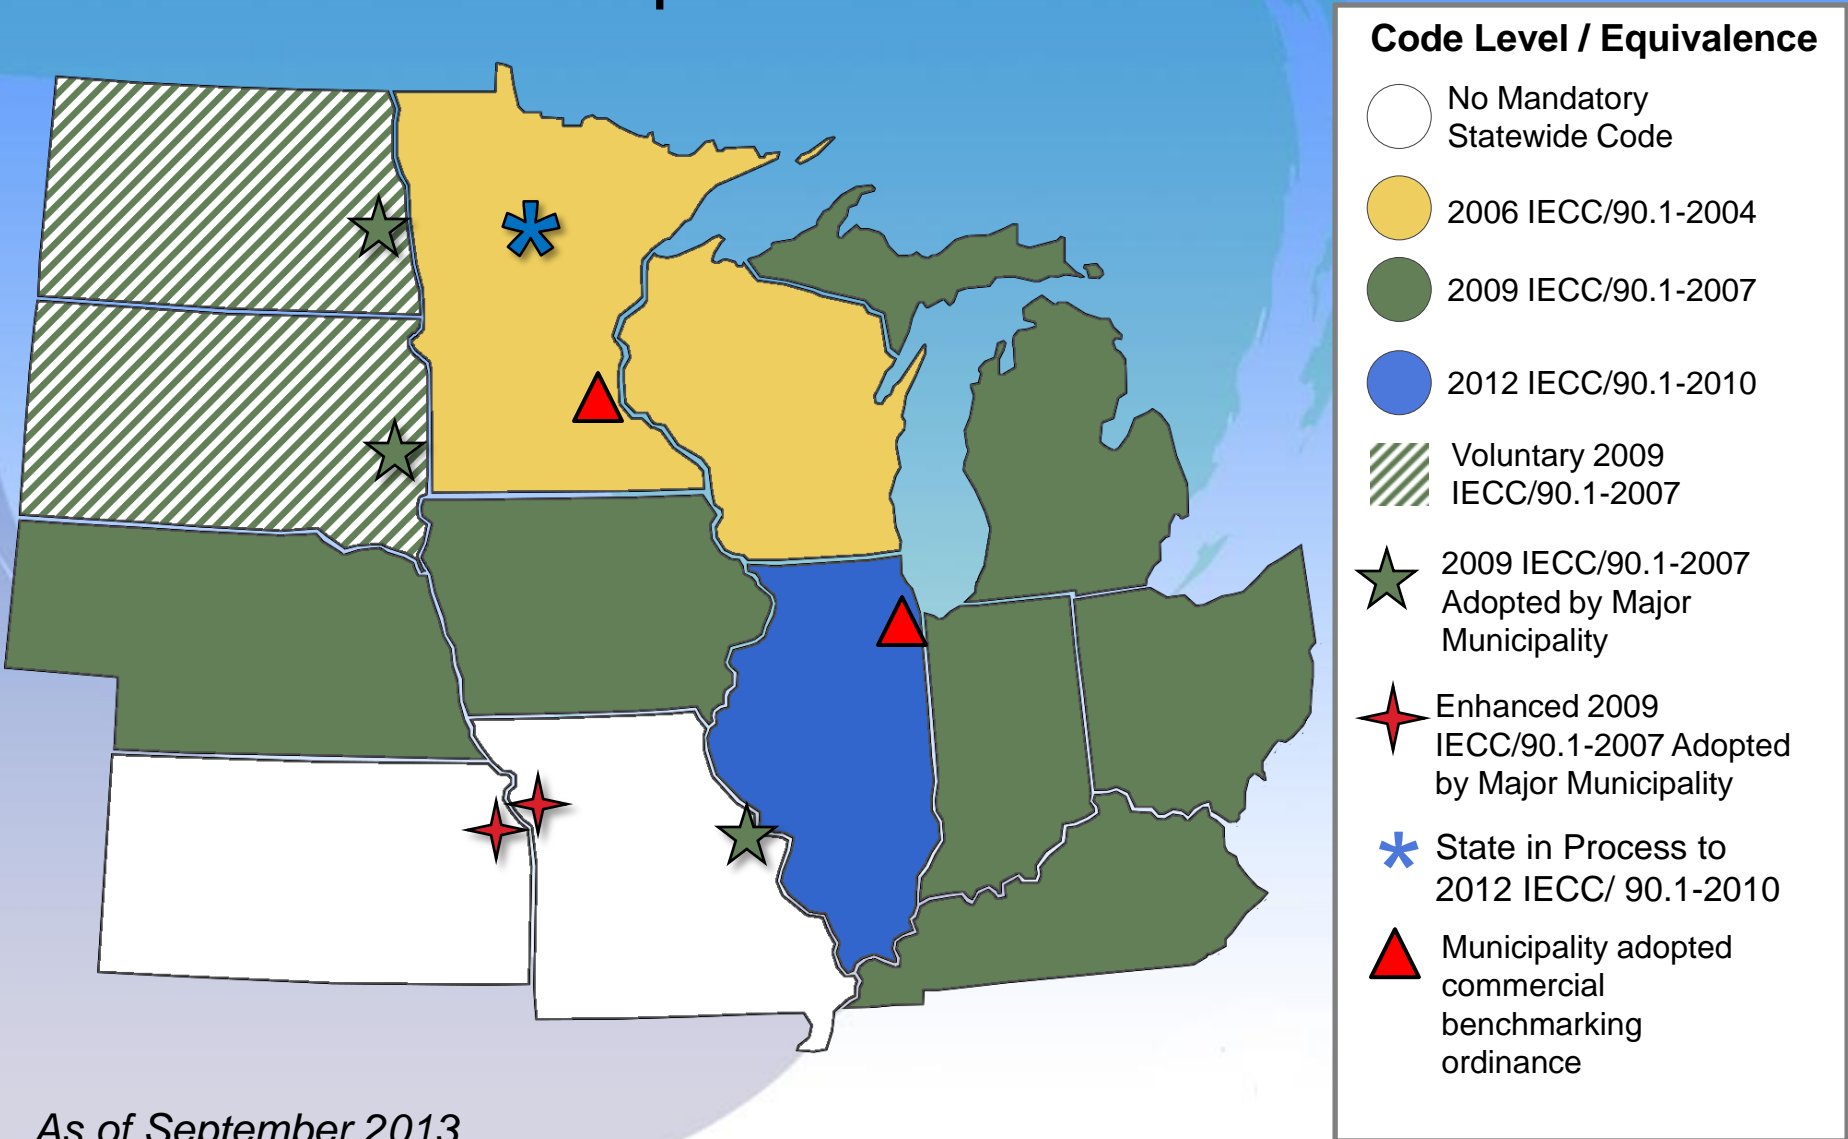 Code Level / Equivalence
No Mandatory
Statewide Code
2006 IECC/90.1-2004
2009 IECC/90.1-2007
2012 IECC/90.1-2010
Voluntary 2009
IECC/90.1-2007
2009 IECC/90.1-2007
Adopted by Major
Municipality
Enhanced 2009
IECC/90.1-2007 Adopted
by Major Municipality
State in Process to
2012 IECC/ 90.1-2010
Municipality adopted
commercial
benchmarking
ordinance
As of September 2013